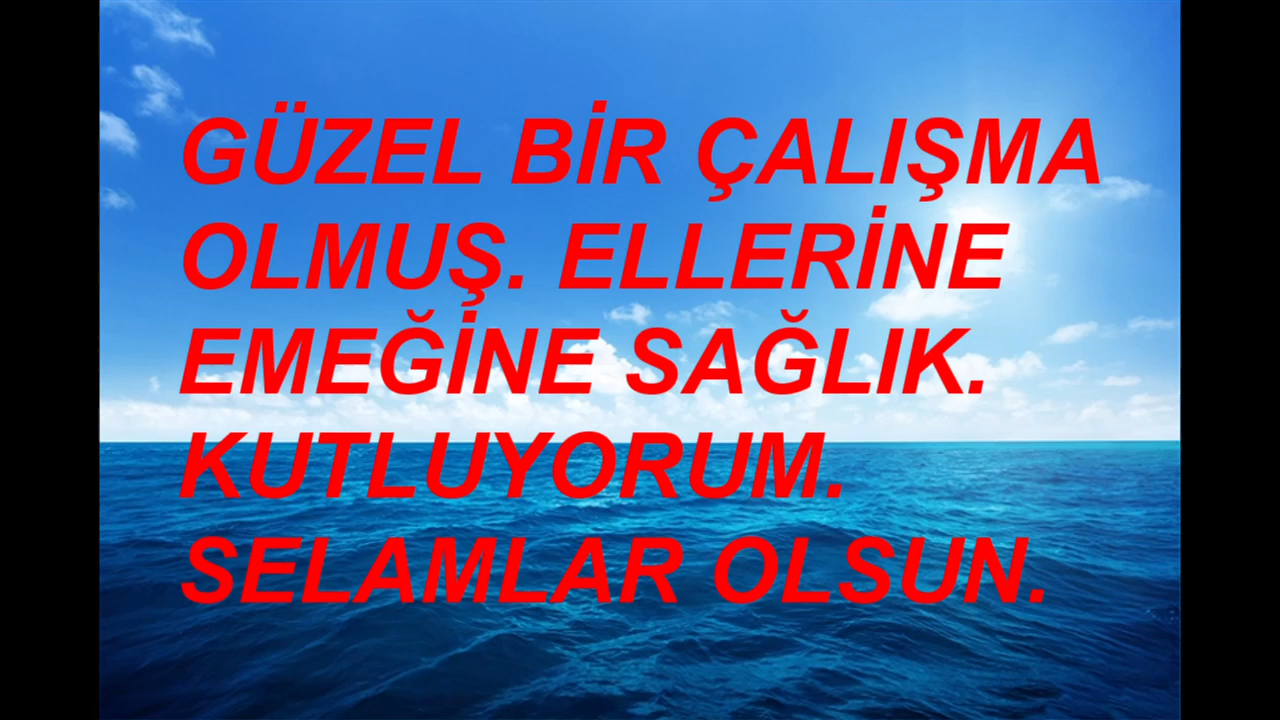 GÜZEL BİR ÇALIŞMA
OLMUŞ. ELLERİNE
EMEĞİNE SAĞLIK.
KUTLUYORUM.
SELAMLAR OLSUN.